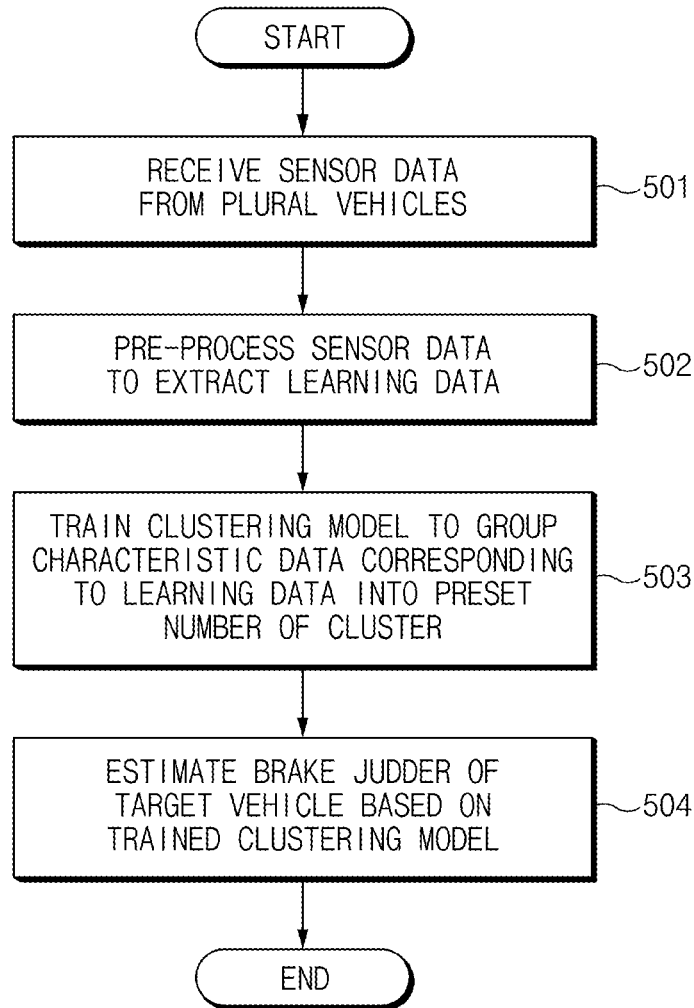 START
RECEIVE SENSOR DATA
FROM PLURAL VEHICLES
501
PRE-PROCESS SENSOR DATA
TO EXTRACT LEARNING DATA
502
TRAIN CLUSTERING MODEL TO GROUP
CHARACTERISTIC DATA CORRESPONDING
TO LEARNING DATA INTO PRESET
NUMBER OF CLUSTER
503
ESTIMATE BRAKE JUDDER OF
TARGET VEHICLE BASED ON
TRAINED CLUSTERING MODEL
504
END